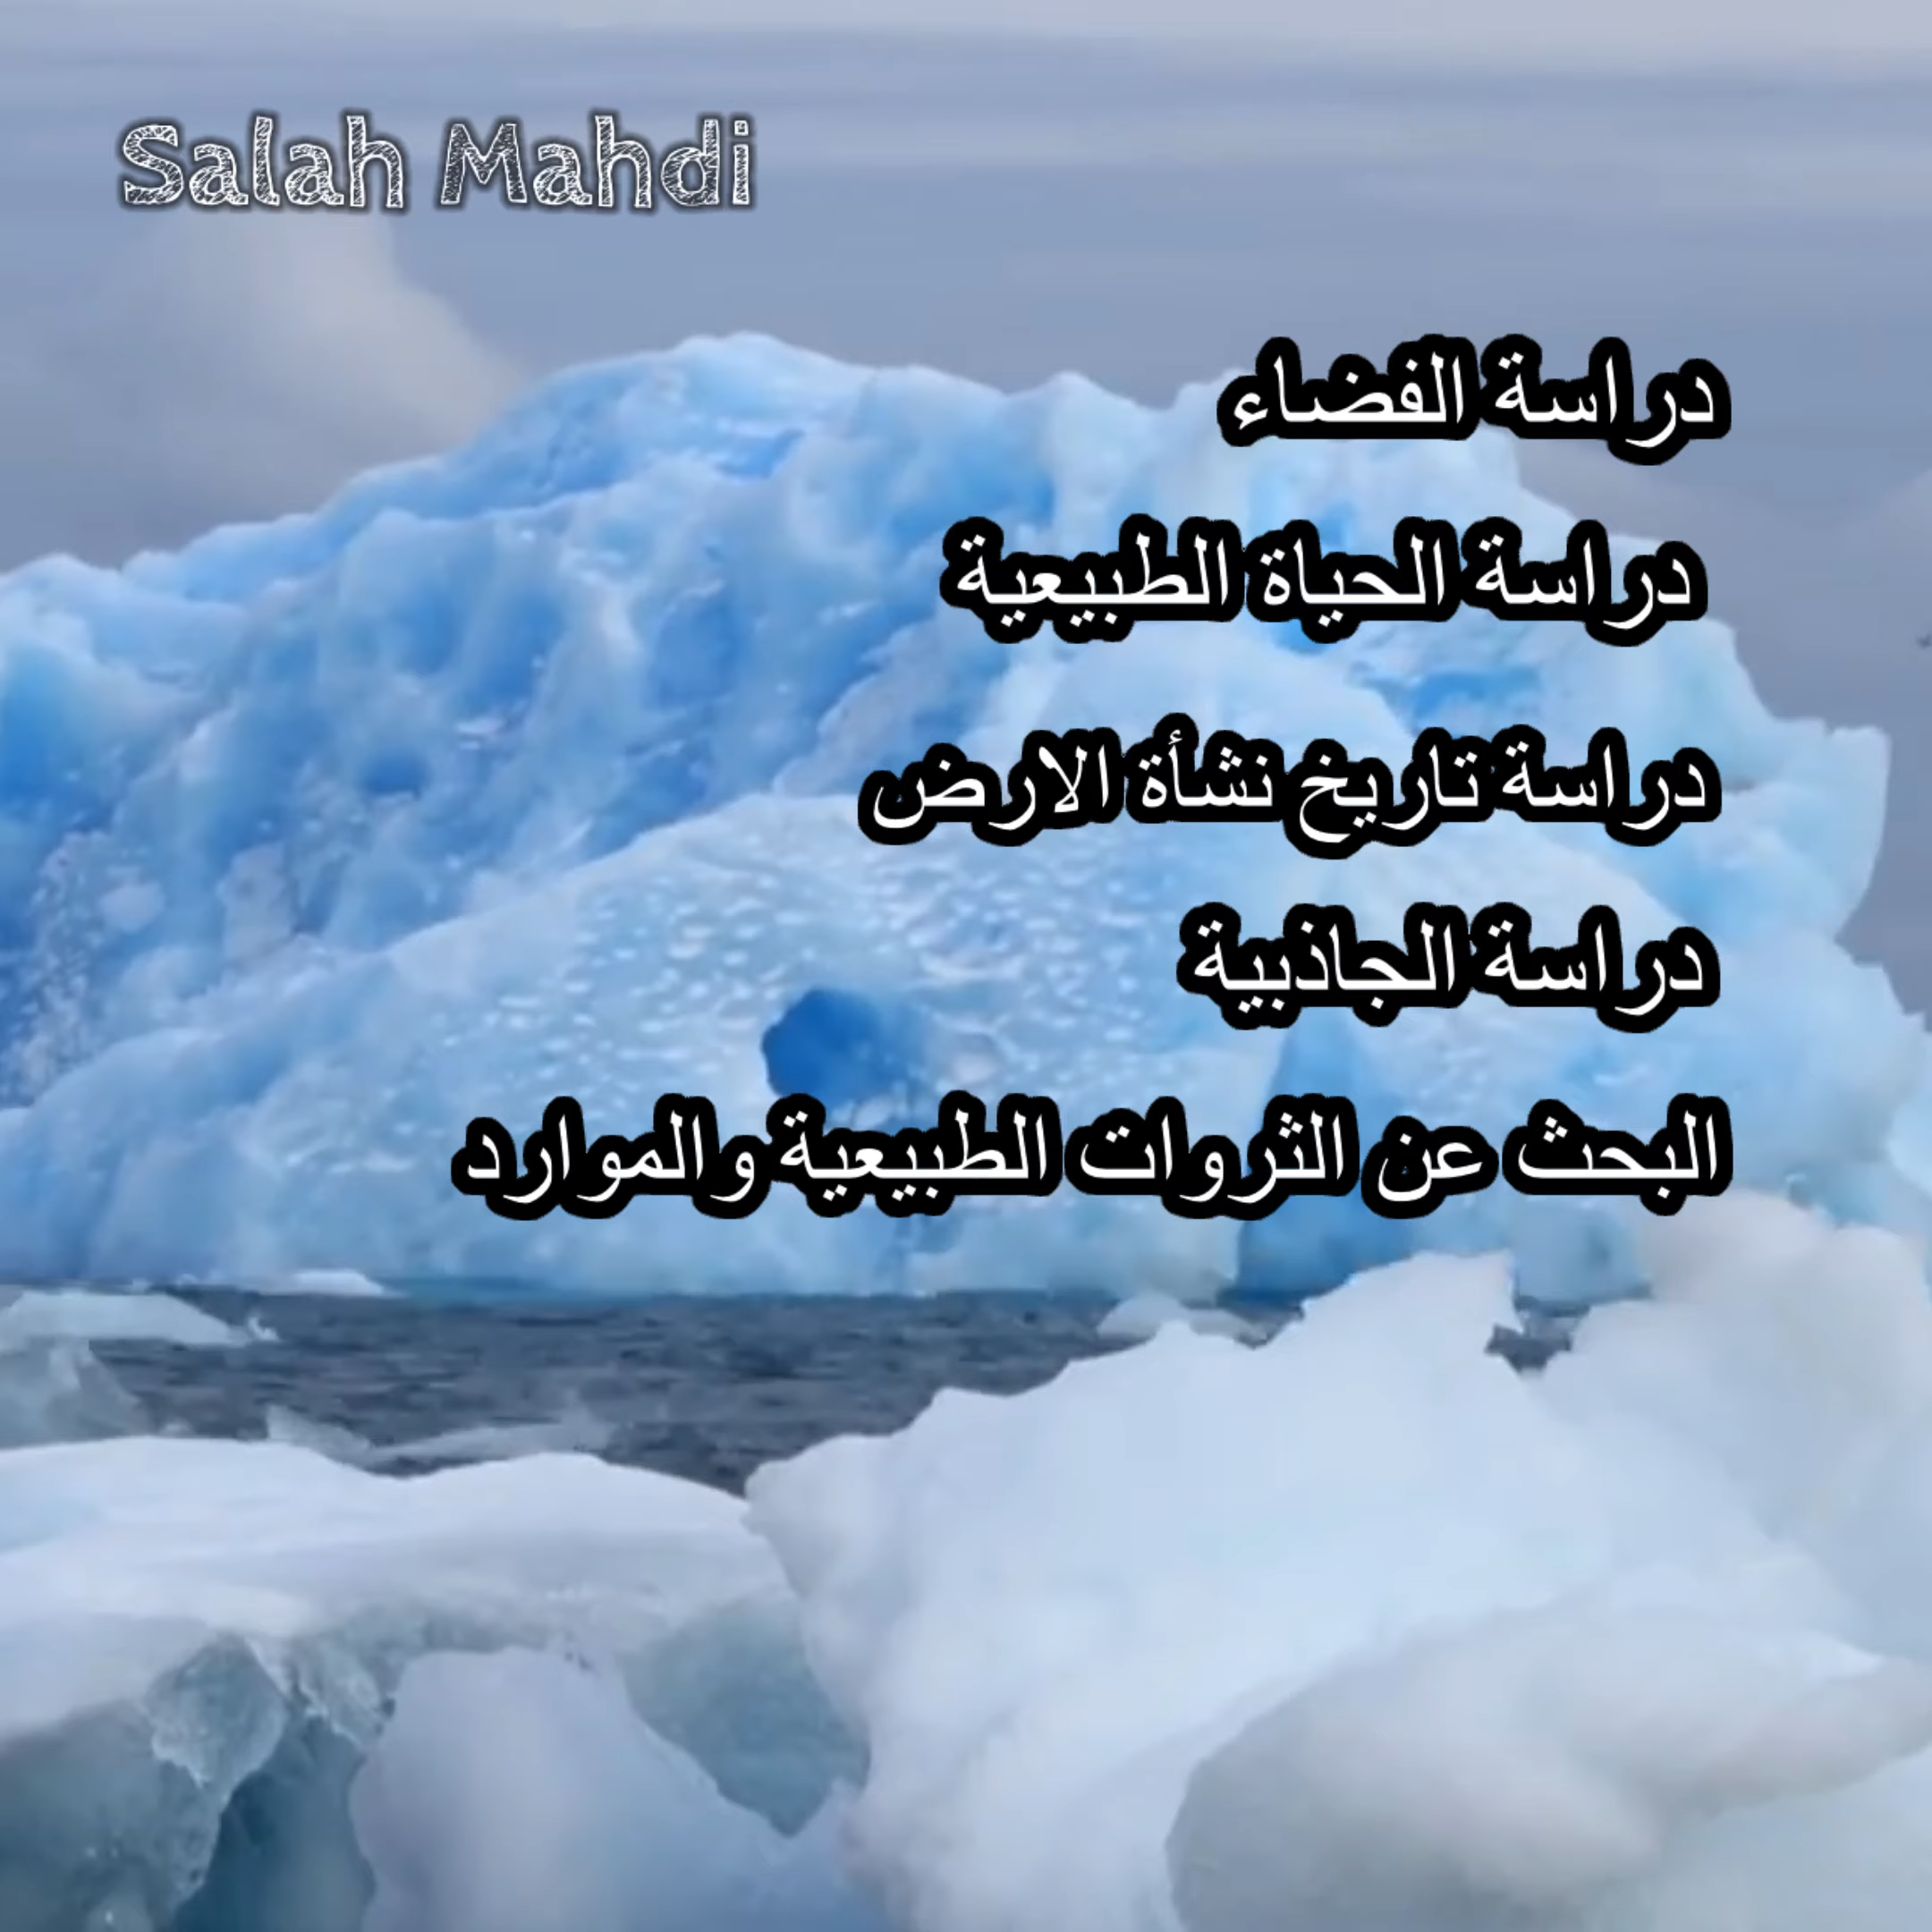 Salah Mahdi
دراسة الفضاء
دراسة الحياة الطبيعية
دراسة تاريخ نشأة الارض
دراسة الجاذبية
البحث عن الثروات الطبيعية والموارد